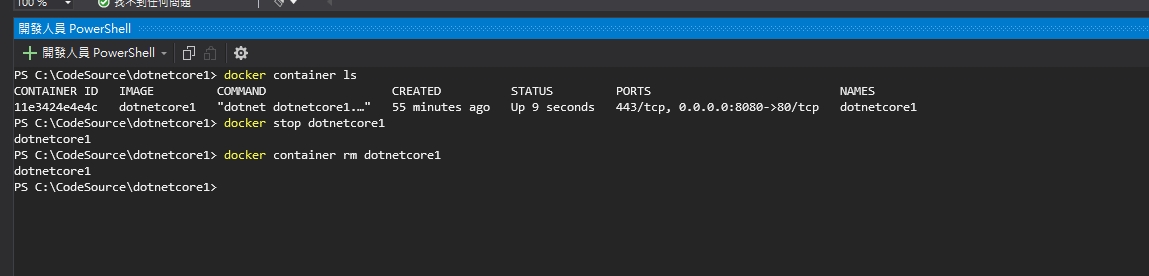 100 %
找不到任何問題
開發人員 PowerShell
開發人員 PowerShell
PS C:\CodeSource\dotnetcore1> docker container ls
CONTAINER ID IMAGE COMMAND CREATED STATUS PORTS NAMES
11e3424e4e4c dotnetcore1 "dotnet dotnetcore1.…" 55 minutes ago Up 9 seconds 443/tcp, 0.0.0.0:8080->80/tcp dotnetcore1
PS C:\CodeSource\dotnetcore1> docker stop dotnetcore1
dotnetcore1
PS C:\CodeSource\dotnetcore1> docker container rm dotnetcore1
dotnetcore1
PS C:\CodeSource\dotnetcore1>